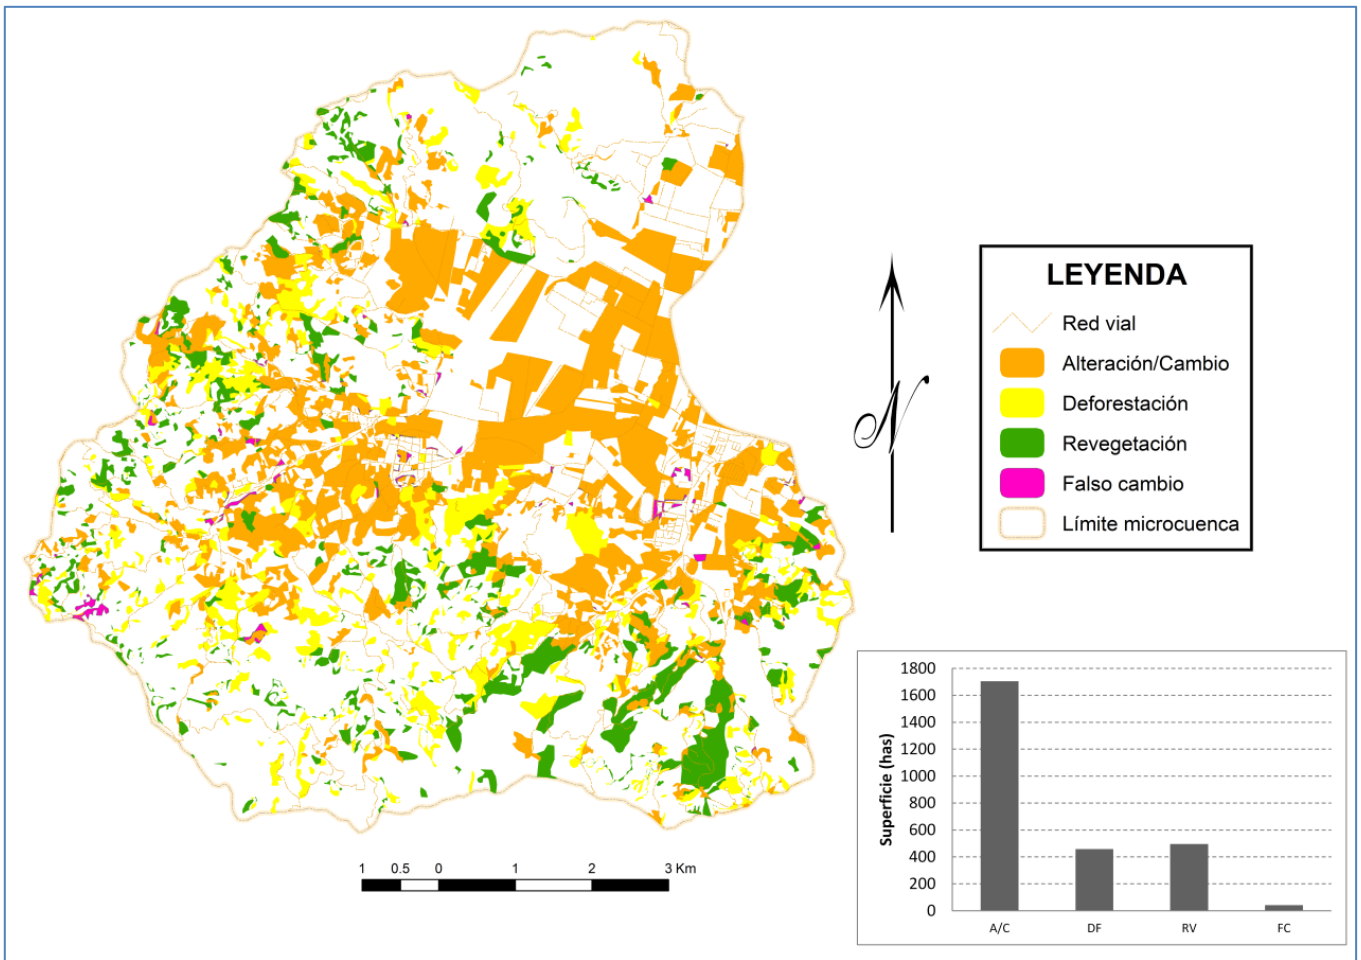 N
LEYENDA
Red vial
Alteración/Cambio
Deforestación
Revegetación
Falso cambio
Límite microcuenca
1 0.5 0 1 2 3 Km
Superficie (has)
1800
1600
1400
1200
1000
800
600
400
200
0
A/C DF RV FC